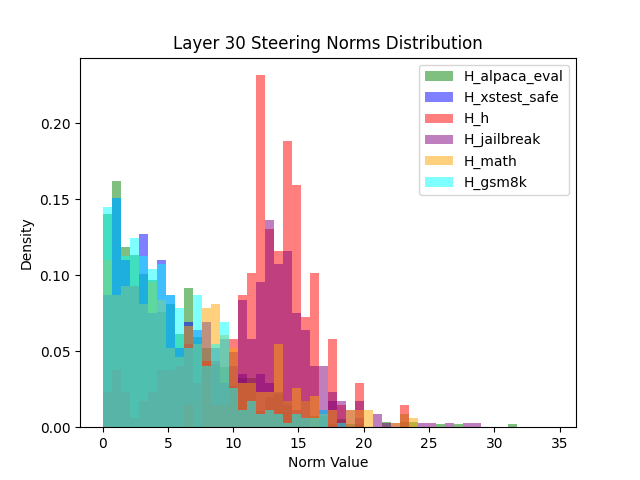 Layer 30 Steering Norms Distribution
H_alpaca_eval
H_xstest_safe
H_h
H_jailbreak
H_math
H_gsm8k
Density
0.20
0.15
0.10
0.05
0.00
0 5 10 15 20 25 30 35
Norm Value